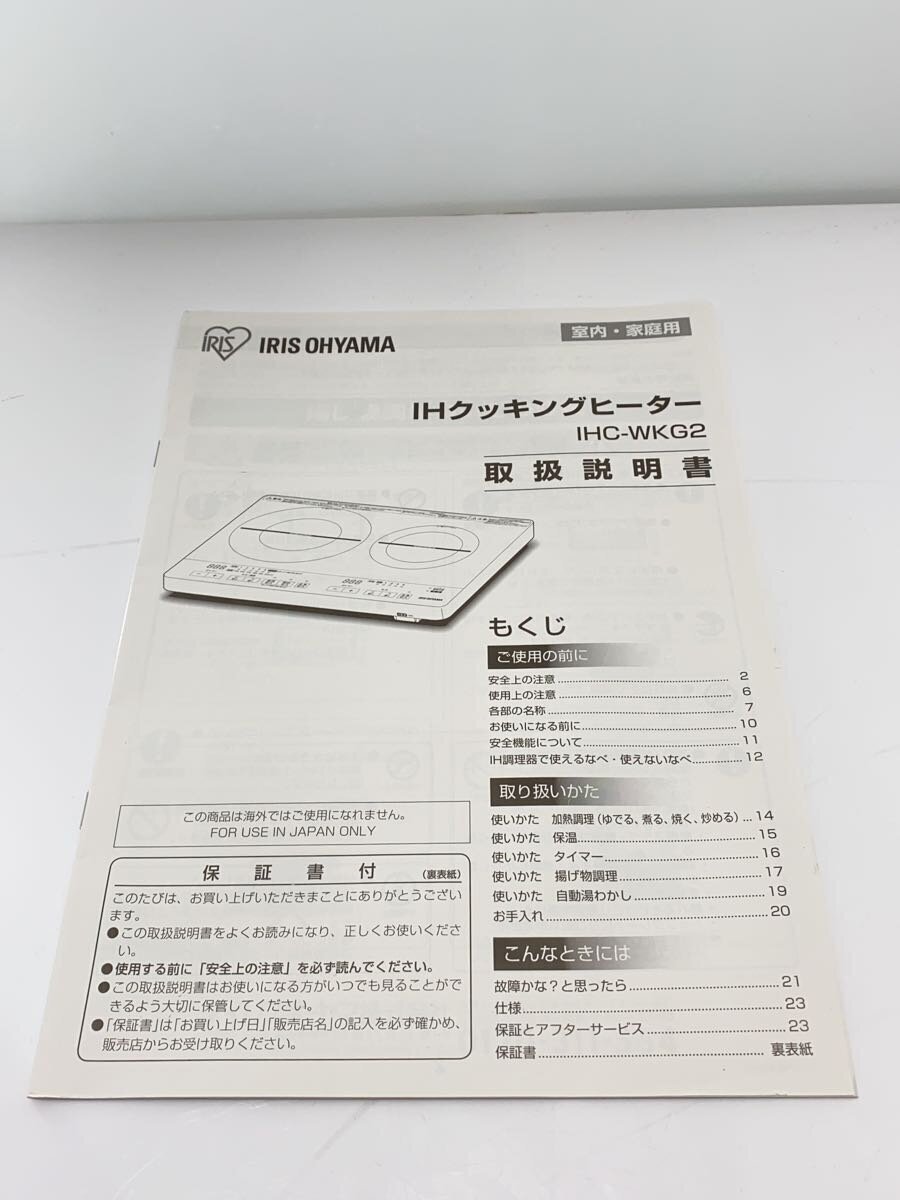 IRIS IRIS OHYAMA
室内・家庭用
IHクッキングヒーター
IHC-WKG2
取扱説明書
もくじ
ご使用の前に
安全上の注意 ........ 2
使用上の注意 ........ 6
各部の名称 ........ 7
お使いになる前に ........ 10
安全機能について ........ 11
IH調理器で使えるなべ・使えないなべ ........ 12
取り扱いかた
使いかた 加熱調理(ゆでる、煮る、焼く、炒める) ... 14
使いかた 保温 ........ 15
使いかた タイマー ........ 16
使いかた 揚げ物調理 ........ 17
使いかた 自動湯わかし ........ 19
お手入れ ........ 20
こんなときには
故障かな?と思ったら ........ 21
仕様 ........ 23
保証とアフターサービス ........ 23
保証書 ........ 裏表紙
この商品は海外ではご使用になれません。
FOR USE IN JAPAN ONLY
保証書付 (裏表紙)
このたびは、お買い上げいただきまことにありがとうござい
ます。
●この取扱説明書をよくお読みになり、正しくお使いくださ
い。
●使用する前に「安全上の注意」を必ず読んでください。
●この取扱説明書はお使いになる方がいつでも見ることがで
きるよう大切に保管してください。
●「保証書」は「お買い上げ日」「販売店名」の記入を必ず確かめ、
販売店からお受け取りください。